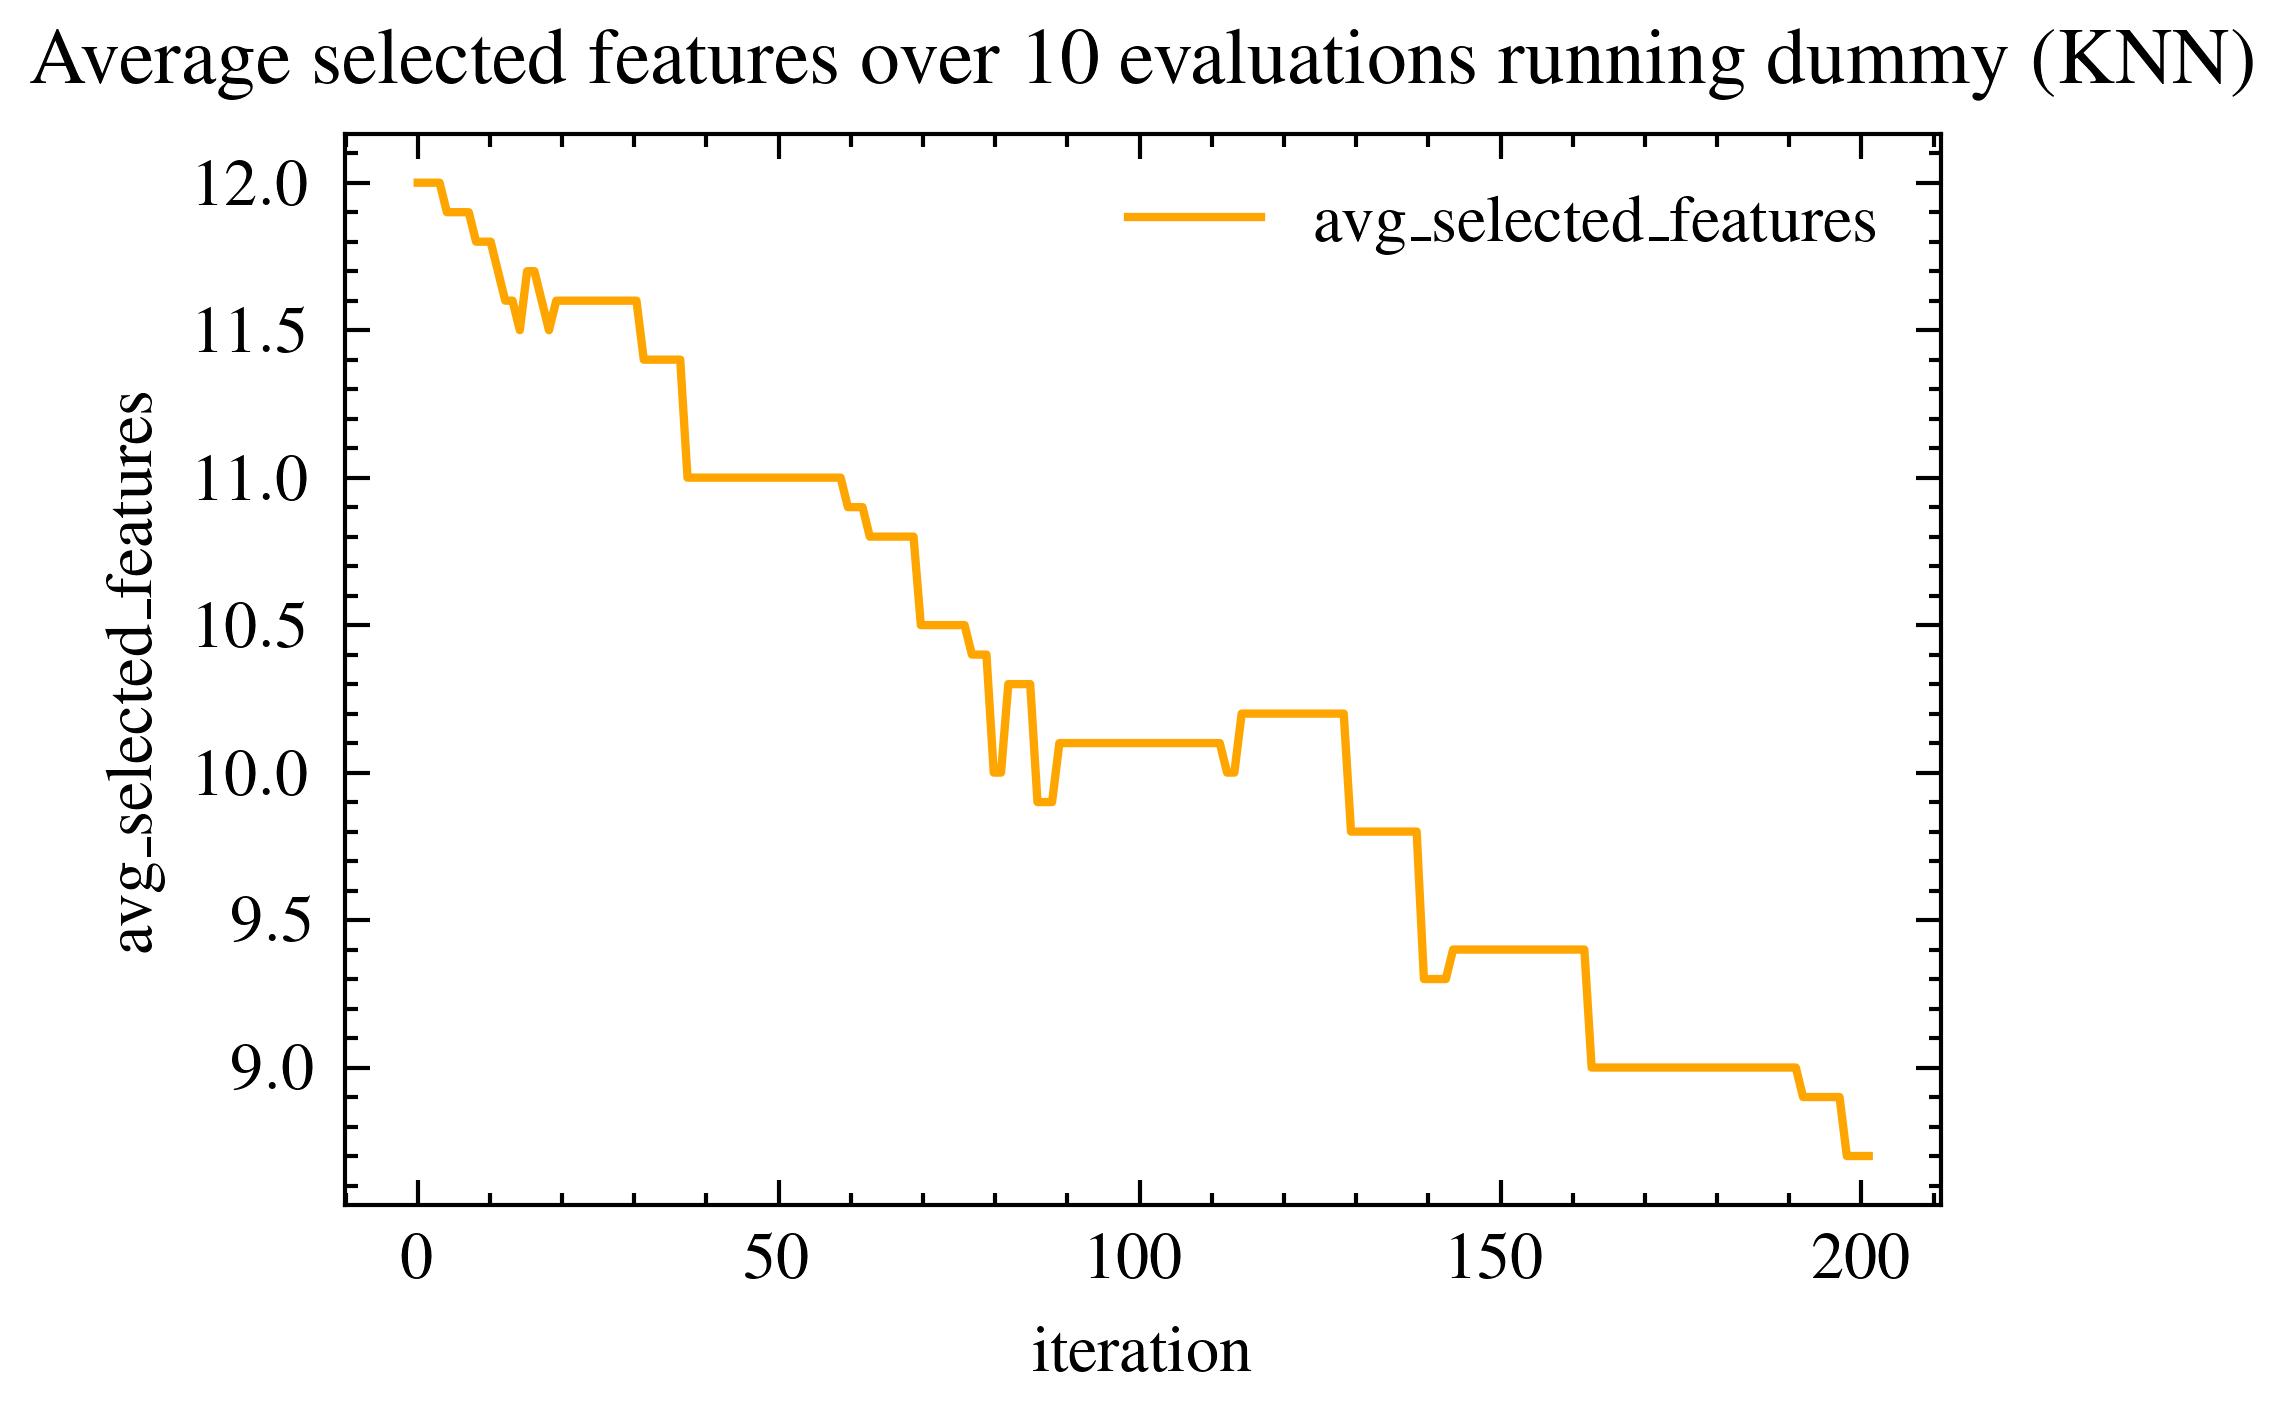 Average selected features over 10 evaluations running dummy (KNN)
avg_selected_features
12.0
11.5
11.0
10.5
10.0
9.5
9.0
avg_selected_features
0 50 100 150 200
iteration